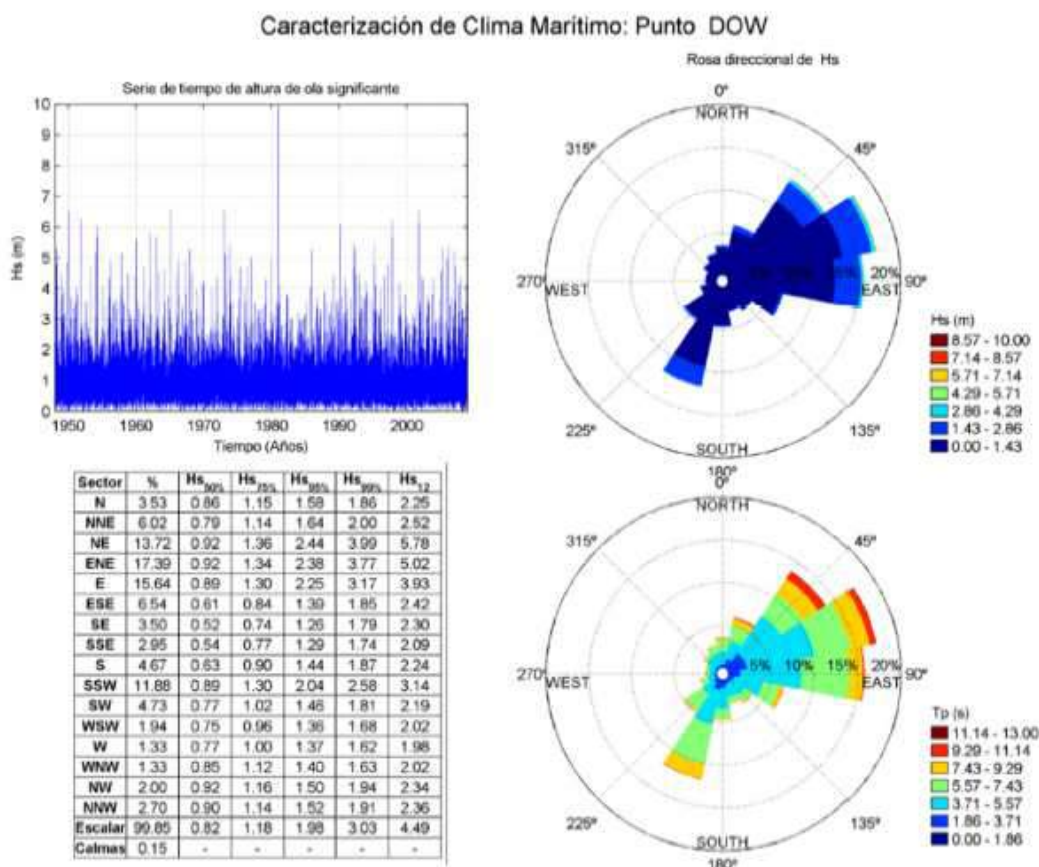 Caracterización de Clima Marítimo: Punto DOW
Serie de tiempo de altura de ola significante
Hs (m)
10
9
8
7
6
5
4
3
2
1
0
1950 1960 1970 1980 1990 2000
Tiempo (Años)
Rosa direccional de Hs
0º
NORTH
315º 45º
270º WEST
15% 20% 90º
EAST
225º 135º
SOUTH
180º
Hs (m)
8.57 - 10.00
7.14 - 8.57
5.71 - 7.14
4.29 - 5.71
2.86 - 4.29
1.43 - 2.86
0.00 - 1.43
Sector % Hs50% Hs75% Hs95% Hs99% Hs12
N 3.53 0.86 1.15 1.58 1.86 2.25
NNE 6.02 0.79 1.14 1.64 2.00 2.52
NE 13.72 0.92 1.36 2.44 3.99 5.78
ENE 17.39 0.92 1.34 2.38 3.77 5.02
E 15.64 0.89 1.30 2.25 3.17 3.93
ESE 6.54 0.61 0.84 1.39 1.85 2.42
SE 3.50 0.52 0.74 1.26 1.79 2.30
SSE 2.95 0.54 0.77 1.29 1.74 2.09
S 4.67 0.63 0.90 1.44 1.87 2.24
SSW 11.88 0.89 1.30 2.04 2.58 3.14
SW 4.73 0.77 1.02 1.46 1.81 2.19
WSW 1.94 0.75 0.96 1.36 1.68 2.02
W 1.33 0.77 1.00 1.37 1.62 1.98
WNW 1.33 0.85 1.12 1.40 1.63 2.02
NW 2.00 0.92 1.16 1.50 1.94 2.34
NNW 2.70 0.90 1.14 1.52 1.91 2.36
Escalar 99.85 0.82 1.18 1.98 3.03 4.49
Calmas 0.15 - - - - -
0º
NORTH
315º 45º
270º WEST
5% 10% 15% 20% 90º
EAST
225º 135º
SOUTH
180º
Tp (s)
11.14 - 13.00
9.29 - 11.14
7.43 - 9.29
5.57 - 7.43
3.71 - 5.57
1.86 - 3.71
0.00 - 1.86